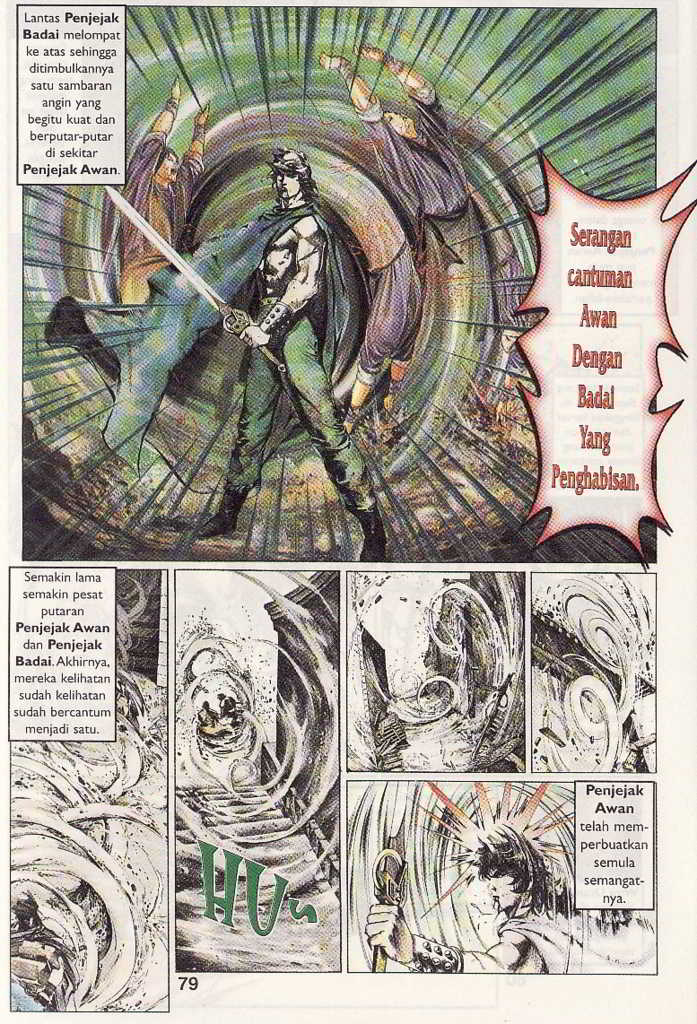 Lantas Penjejak
Badai melompat
ke atas sehingga
ditimbulkannya
satu sambaran
angin yang
begitu kuat dan
berputar-putar
di sekitar
Penjejak Awan.
Serangan
cantuman
Awan
Dengan
Badai
Yang
Penghabisan.
Semakin lama
semakin pesat
putaran
Penjejak Awan
dan Penjejak
Badai. Akhirnya,
mereka kelihatan
sudah kelihatan
sudah bercantum
menjadi satu.
HUu
Penjejak
Awan
telah mem-
perbuatkan
semula
semangat-
nya.
79